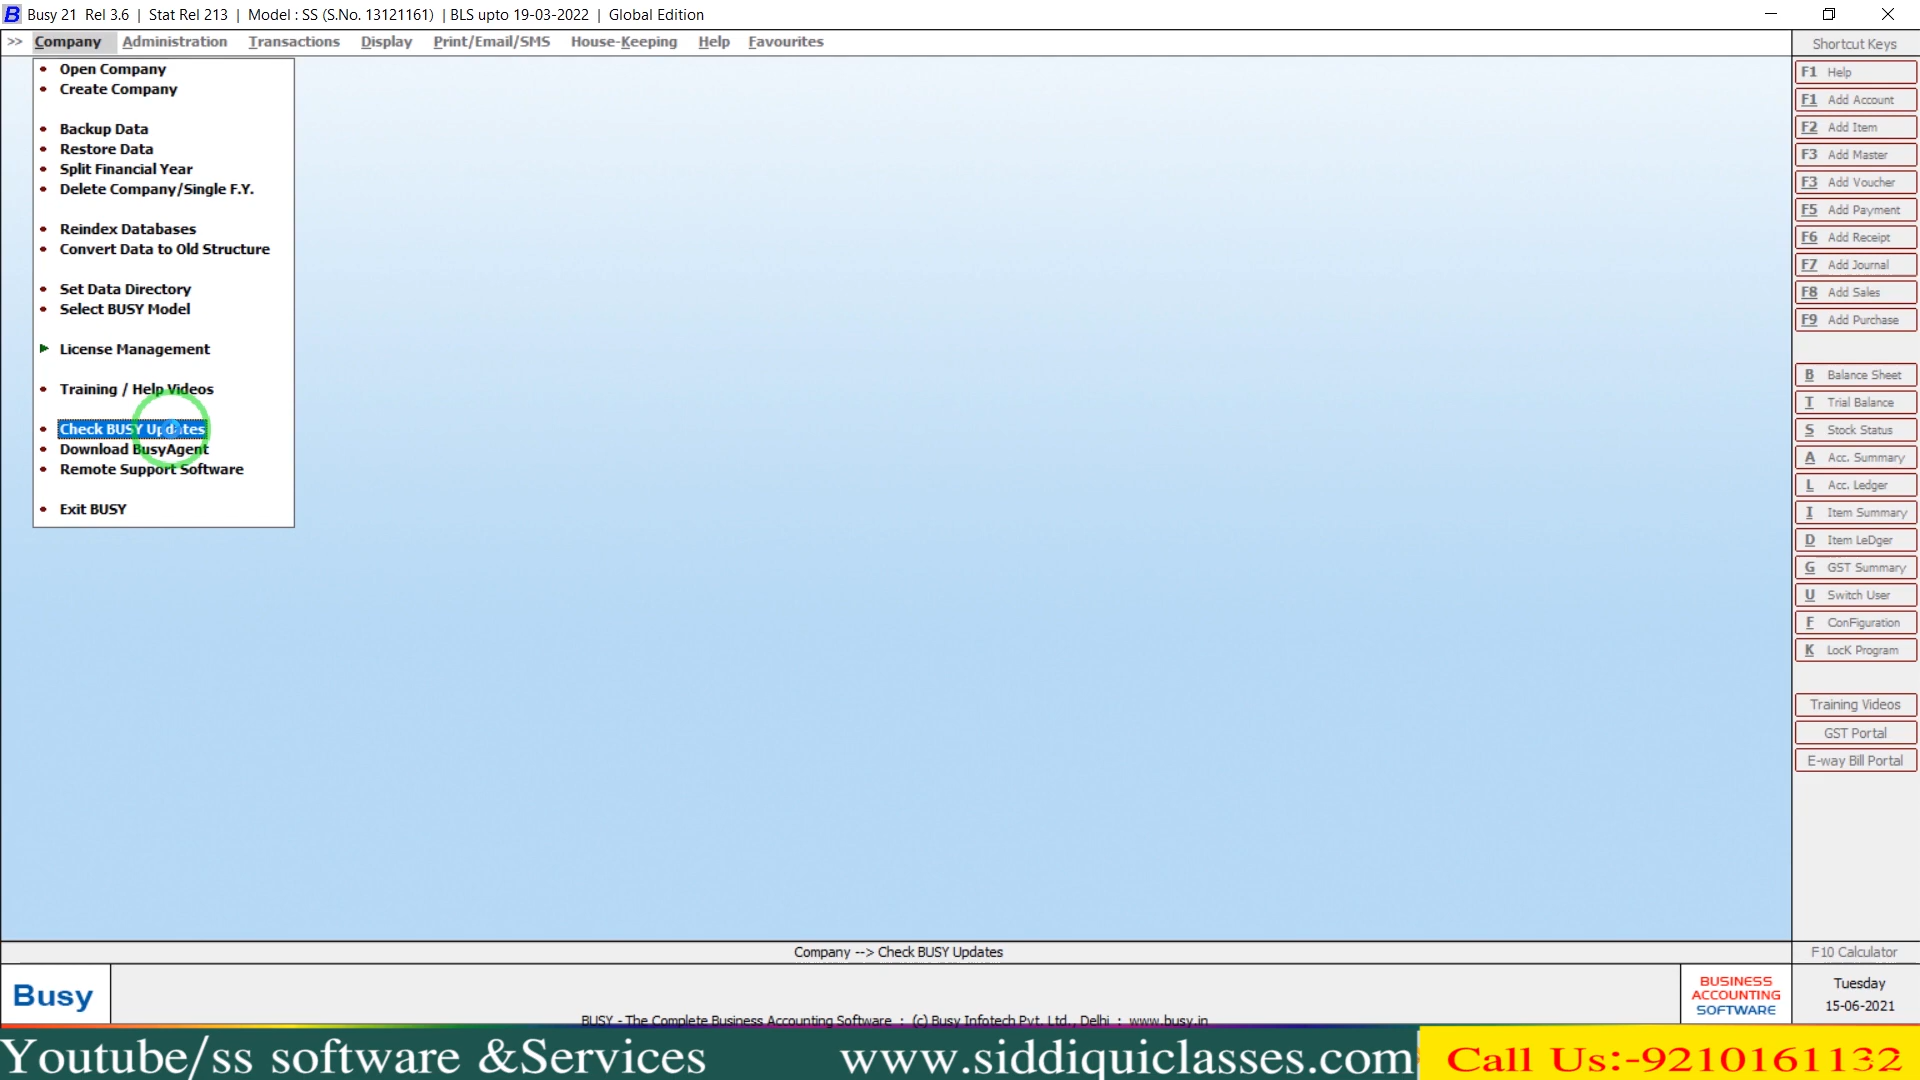 Busy 21 Rel 3.6 | Stat Rel 213 | Model : SS (S.No. 13121161) | BLS upto 19-03-2022 | Global Edition
>> Company Administration Transactions Display Print/Email/SMS House-Keeping Help Favourites
Open Company
Create Company
Backup Data
Restore Data
Split Financial Year
Delete Company/Single F.Y.
Reindex Databases
Convert Data to Old Structure
Set Data Directory
Select BUSY Model
License Management
Training / Help Videos
Check BUSY Updates
Download BusyAgent
Remote Support Software
Exit BUSY
Shortcut Keys
F1 Help
F1 Add Account
F2 Add Item
F3 Add Master
F3 Add Voucher
F5 Add Payment
F6 Add Receipt
F7 Add Journal
F8 Add Sales
F9 Add Purchase
B Balance Sheet
T Trial Balance
S Stock Status
A Acc. Summary
L Acc. Ledger
I Item Summary
D Item LeDger
G GST Summary
U Switch User
F ConFiguration
K LocK Program
Training Videos
GST Portal
E-way Bill Portal
Company --> Check BUSY Updates
F10 Calculator
Busy
BUSY - The Complete Business Accounting Software : (c) Busy Infotech Pvt. Ltd., Delhi : www.busy.in
BUSINESS
ACCOUNTING
SOFTWARE
Tuesday
15-06-2021
Youtube/ss software &Services
www.siddiquiclasses.com
Call Us:-9210161132